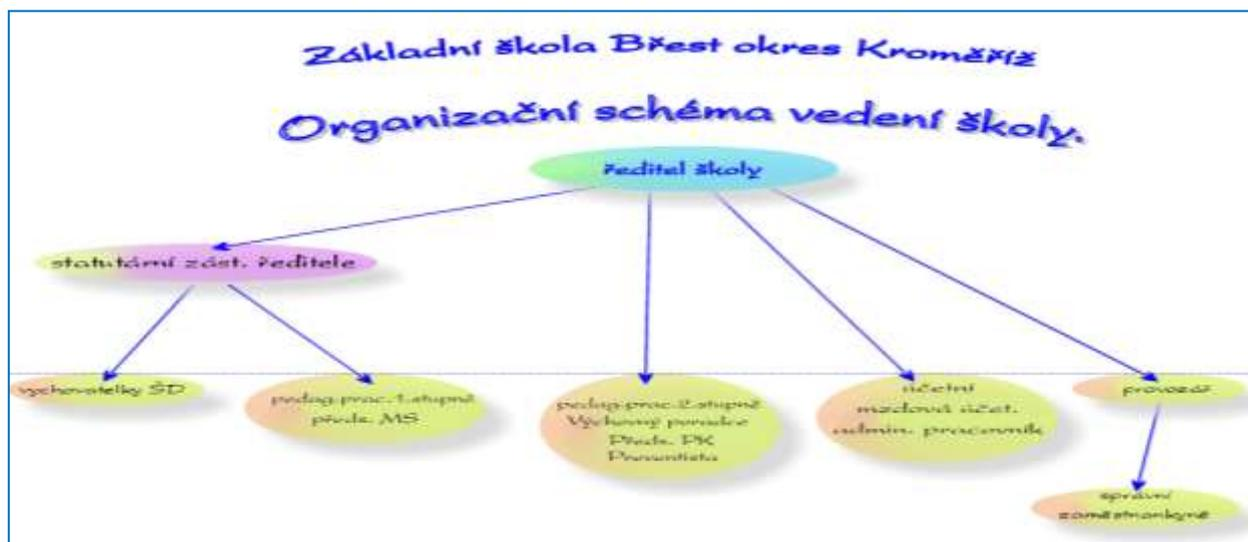 Základní škola Břest okres Kroměříž
Organizační schéma vedení školy.
ředitel školy
statutární zást. ředitele
vychovatelky ŠD
pedag.prac.1.stupně
předs. MS
pedag.prac.2.stupně
Výchovný poradce
Předs. PK
Preventista
účetní
mzdová účet.
admin. pracovník
provozář
správní
zaměstnankyně